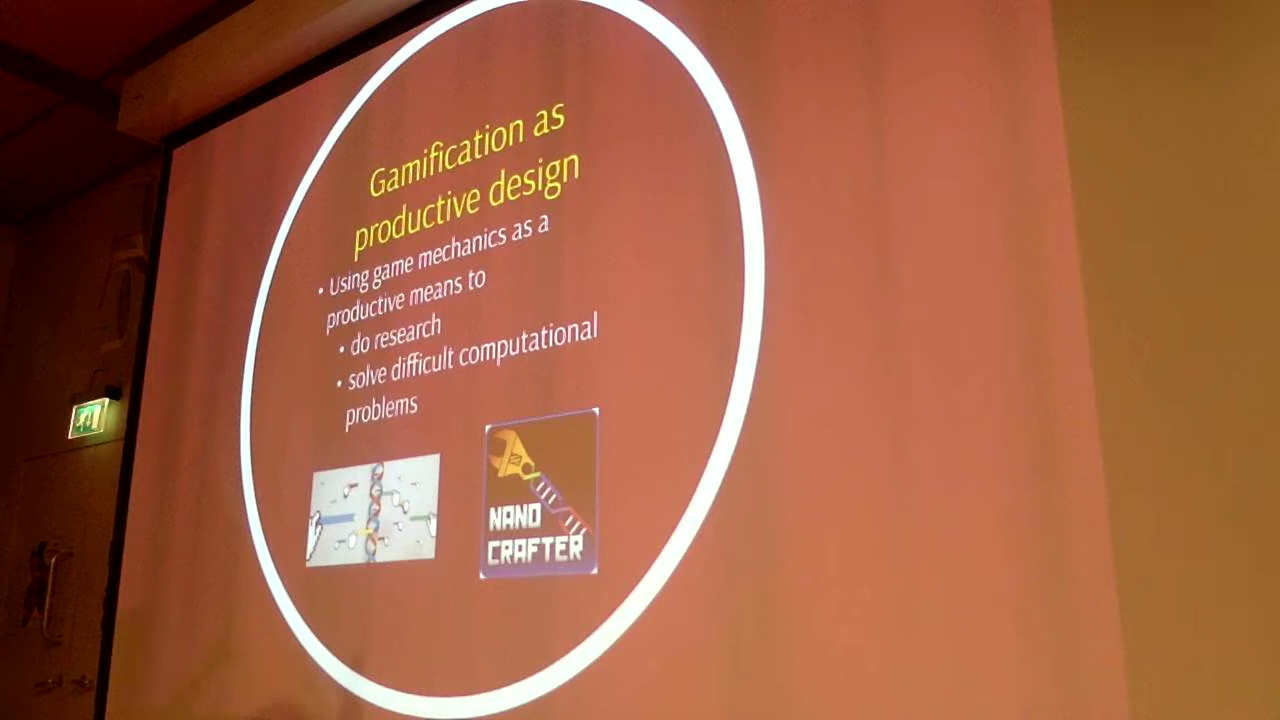 Gamification as
productive design
• Using game mechanics as a
productive means to
• do research
• solve difficult computational
problems
NANO
CRAFTER